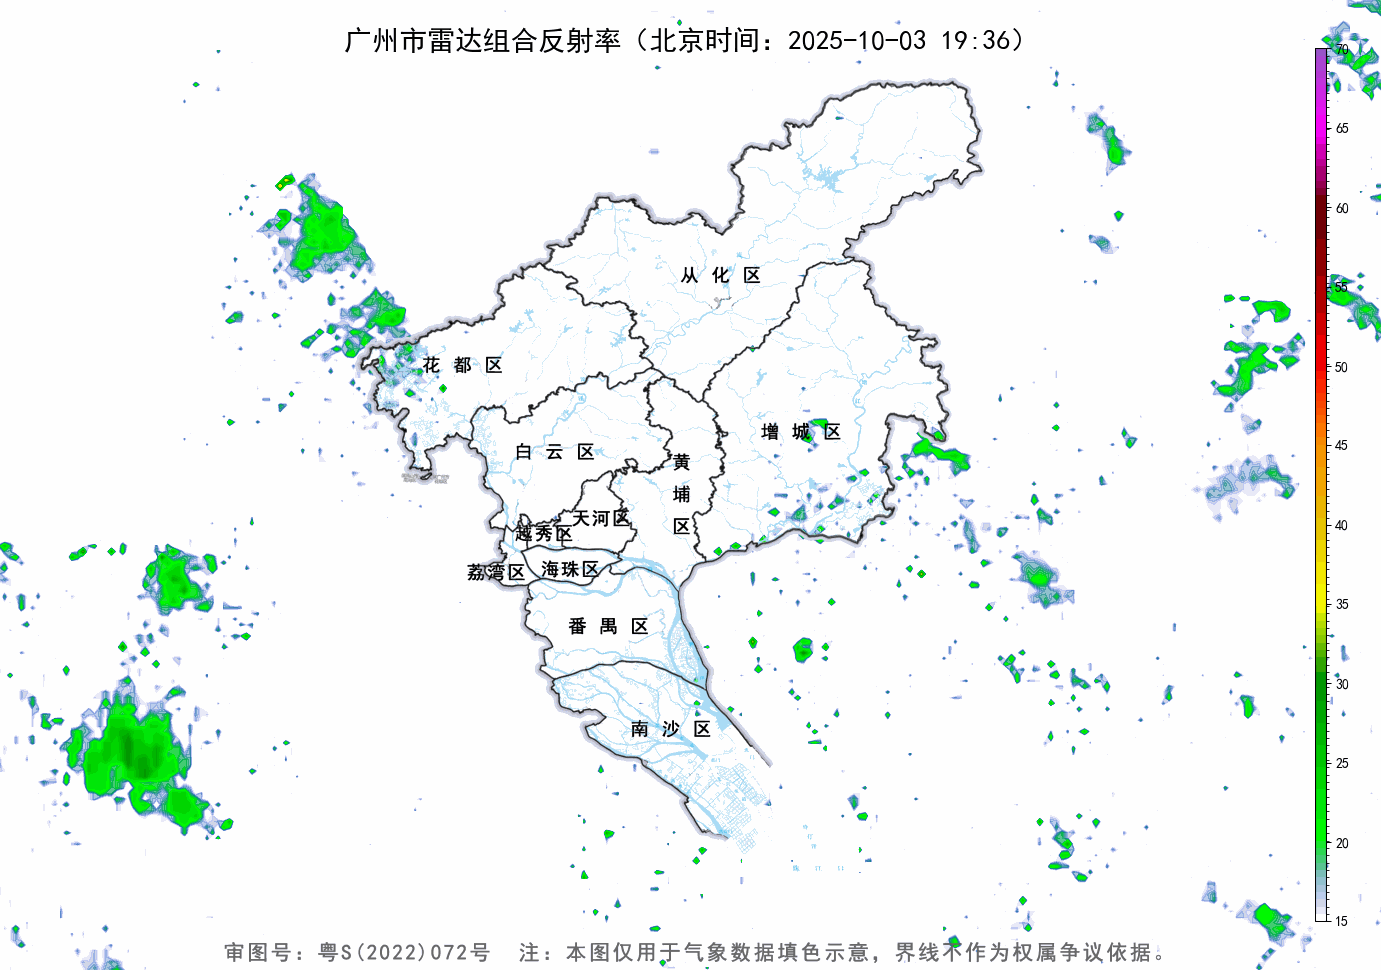 广州市雷达组合反射率（北京时间：2025-10-03 19:36）
70
65
60
55
50
45
40
35
30
25
20
15
从化区
花都区
增城区
白云区
黄埔区
天河区
越秀区
荔湾区
海珠区
番禺区
南沙区
审图号：粤S(2022)072号 注：本图仅用于气象数据填色示意，界线不作为权属争议依据。